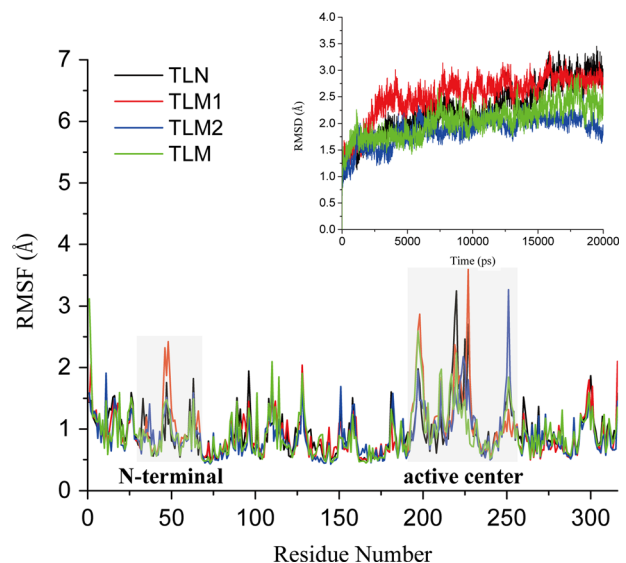 7
6
5
4
3
2
1
0
RMSF (Å)
TLN
TLM1
TLM2
TLM
4.0
3.5
3.0
2.5
2.0
1.5
1.0
0.5
0.0
RMSD (Å)
0 5000 10000 15000 20000
Time (ps)
N-terminal
active center
0 50 100 150 200 250 300
Residue Number